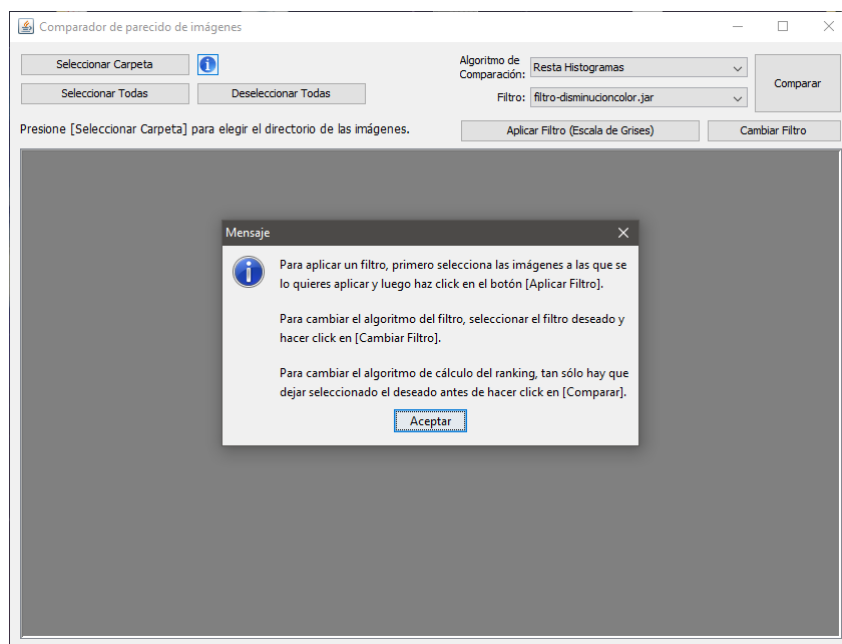 Comparador de parecido de imágenes
Seleccionar Carpeta
Algoritmo de
Comparación:
Resta Histogramas
Comparar
Seleccionar Todas
Deseleccionar Todas
Filtro:
filtro-disminucioncolor.jar
Presione [Seleccionar Carpeta] para elegir el directorio de las imágenes.
Aplicar Filtro (Escala de Grises)
Cambiar Filtro
Mensaje
Para aplicar un filtro, primero selecciona las imágenes a las que se
lo quieres aplicar y luego haz click en el botón [Aplicar Filtro].
Para cambiar el algoritmo del filtro, seleccionar el filtro deseado y
hacer click en [Cambiar Filtro].
Para cambiar el algoritmo de cálculo del ranking, tan sólo hay que
dejar seleccionado el deseado antes de hacer click en [Comparar].
Aceptar